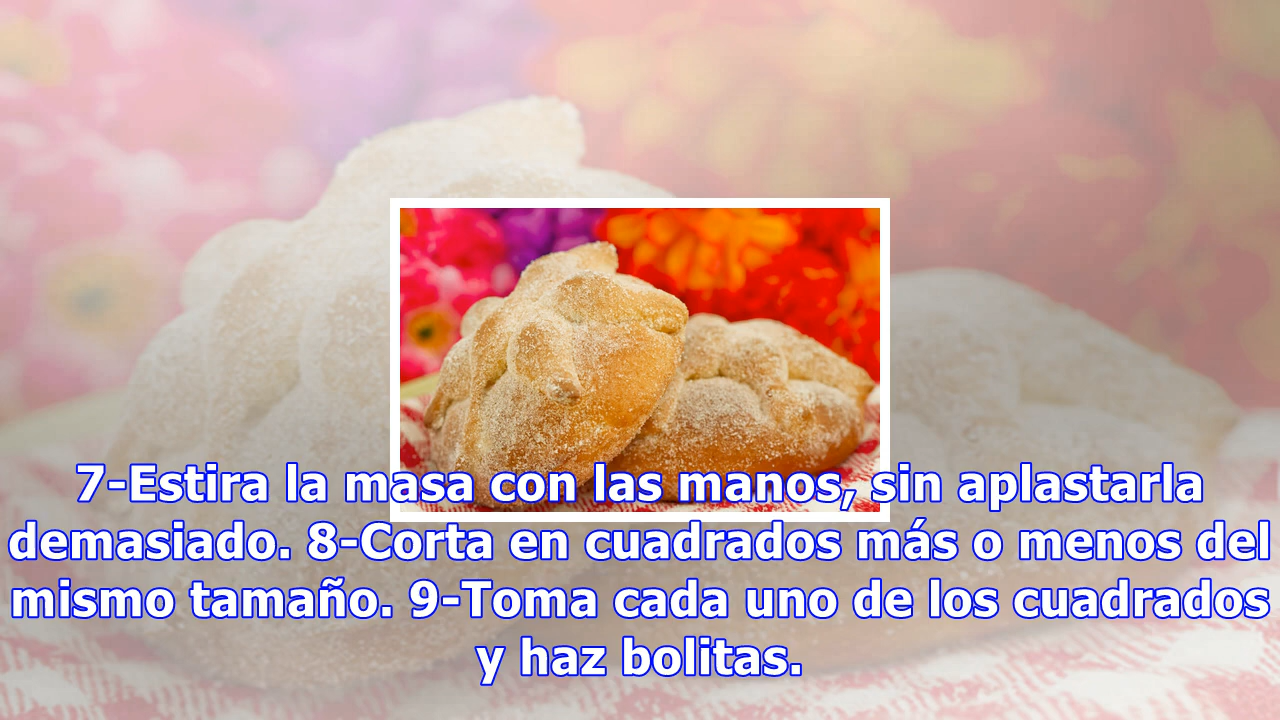 7-Estira la masa con las manos, sin aplastarla
demasiado. 8-Corta en cuadrados más o menos del
mismo tamaño. 9-Toma cada uno de los cuadrados
y haz bolitas.